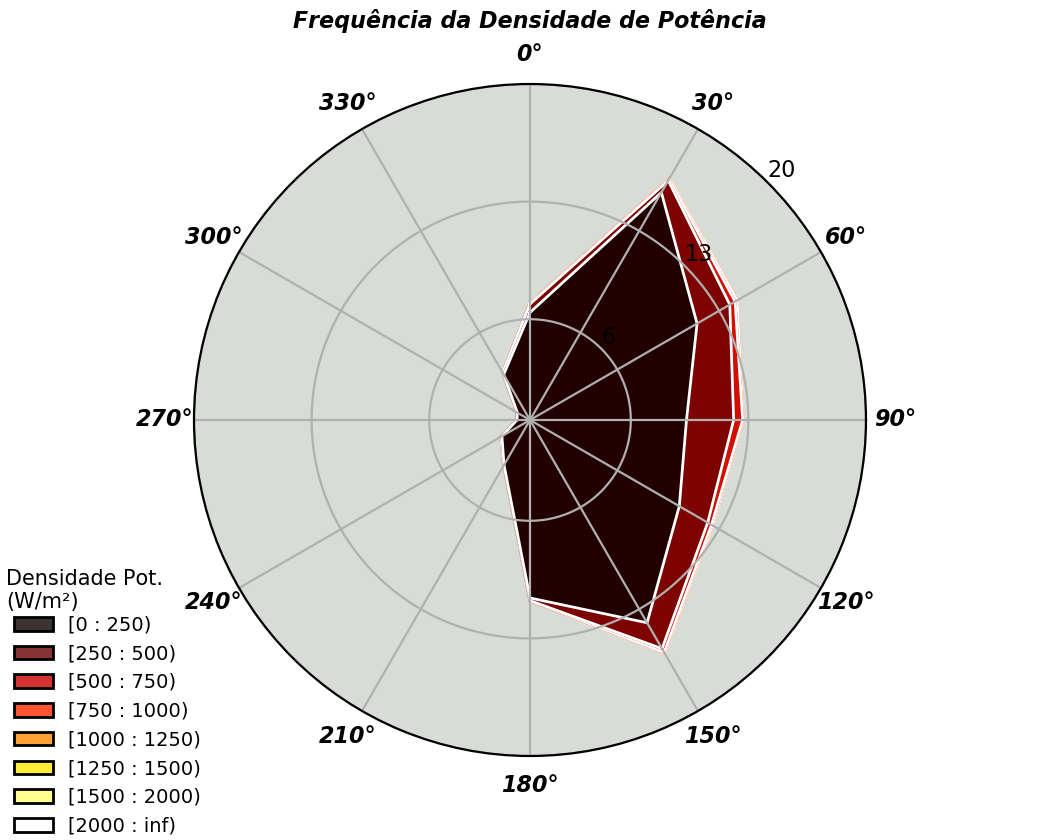 Frequência da Densidade de Potência
0°
330°
30°
20
300°
60°
13
6
270°
90°
240°
120°
210°
150°
180°
Densidade Pot.
(W/m²)
[0 : 250)
[250 : 500)
[500 : 750)
[750 : 1000)
[1000 : 1250)
[1250 : 1500)
[1500 : 2000)
[2000 : inf)